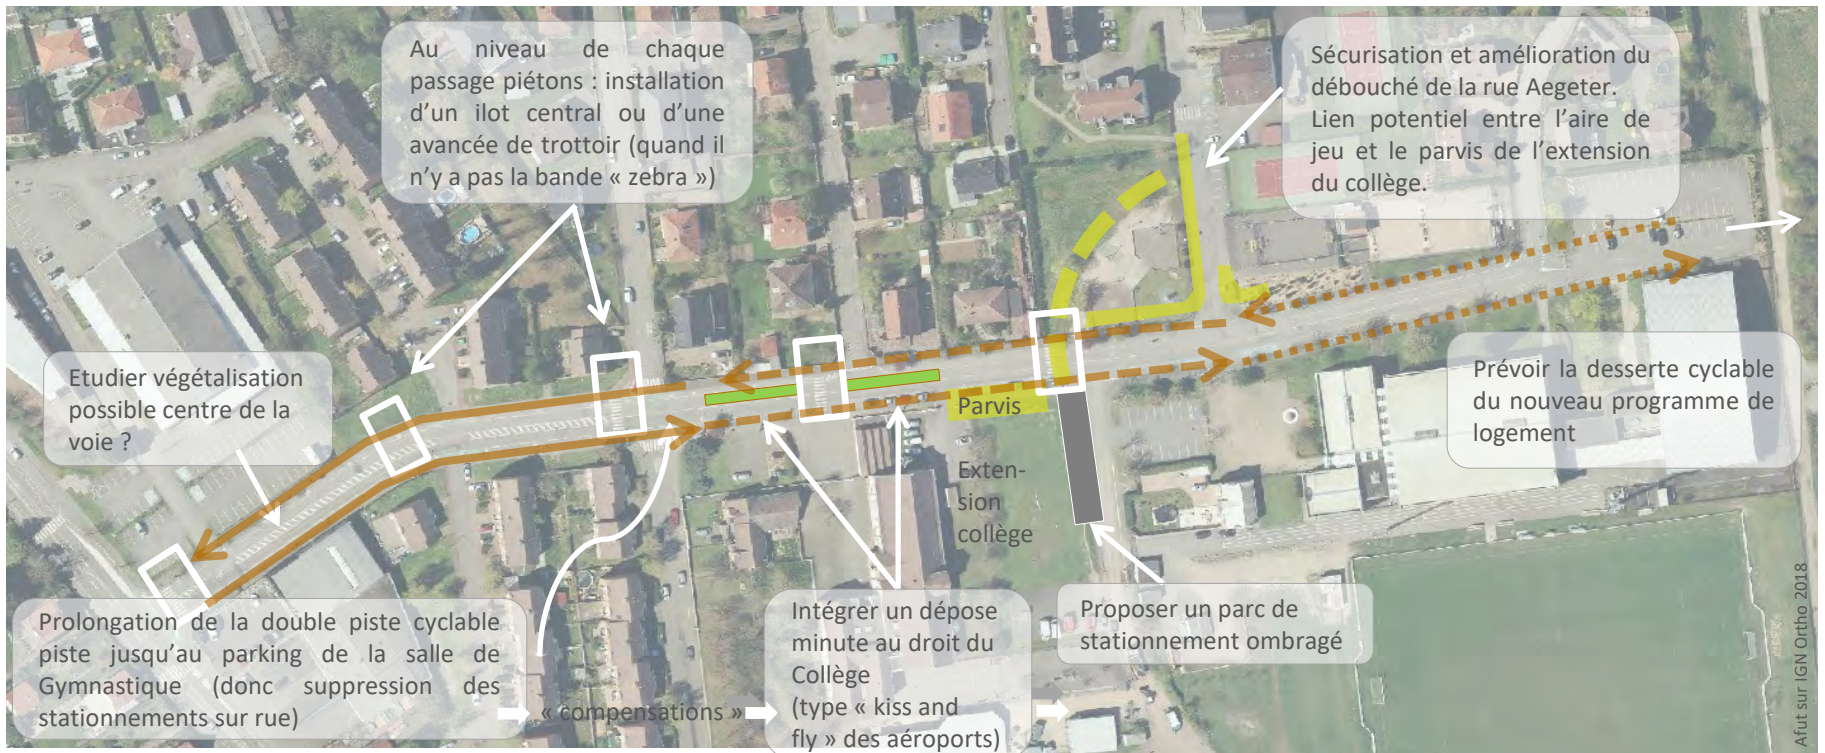 Au niveau de chaque
passage piétons : installation
d'un ilot central ou d'une
avancée de trottoir (quand il
n'y a pas la bande « zebra »)
Sécurisation et amélioration du
débouché de la rue Aegeter.
Lien potentiel entre l'aire de
jeu et le parvis de l'extension
du collège.
Etudier végétalisation
possible centre de la
voie ?
Prévoir la desserte cyclable
du nouveau programme de
logement
Parvis
Exten-
sion
collège
Prolongation de la double piste cyclable
piste jusqu'au parking de la salle de
Gymnastique (donc suppression des
stationnements sur rue)
« compensations »
Intégrer un dépose
minute au droit du
Collège
(type « kiss and
fly » des aéroports)
Proposer un parc de
stationnement ombragé
Afut sur IGN Ortho 2018